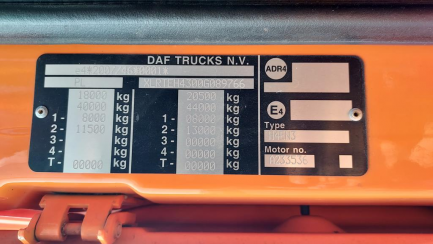 DAF TRUCKS N.V.
18000 kg 20500 kg
40000 kg 44000 kg
1- 8000 kg 1- 08000 kg
2- 11500 kg 2- 13000 kg
3- kg 3- 00000 kg
4- kg 4- 00000 kg
T- 00000 kg T- 00000 kg
ADR4
E4
Type
Motor no.